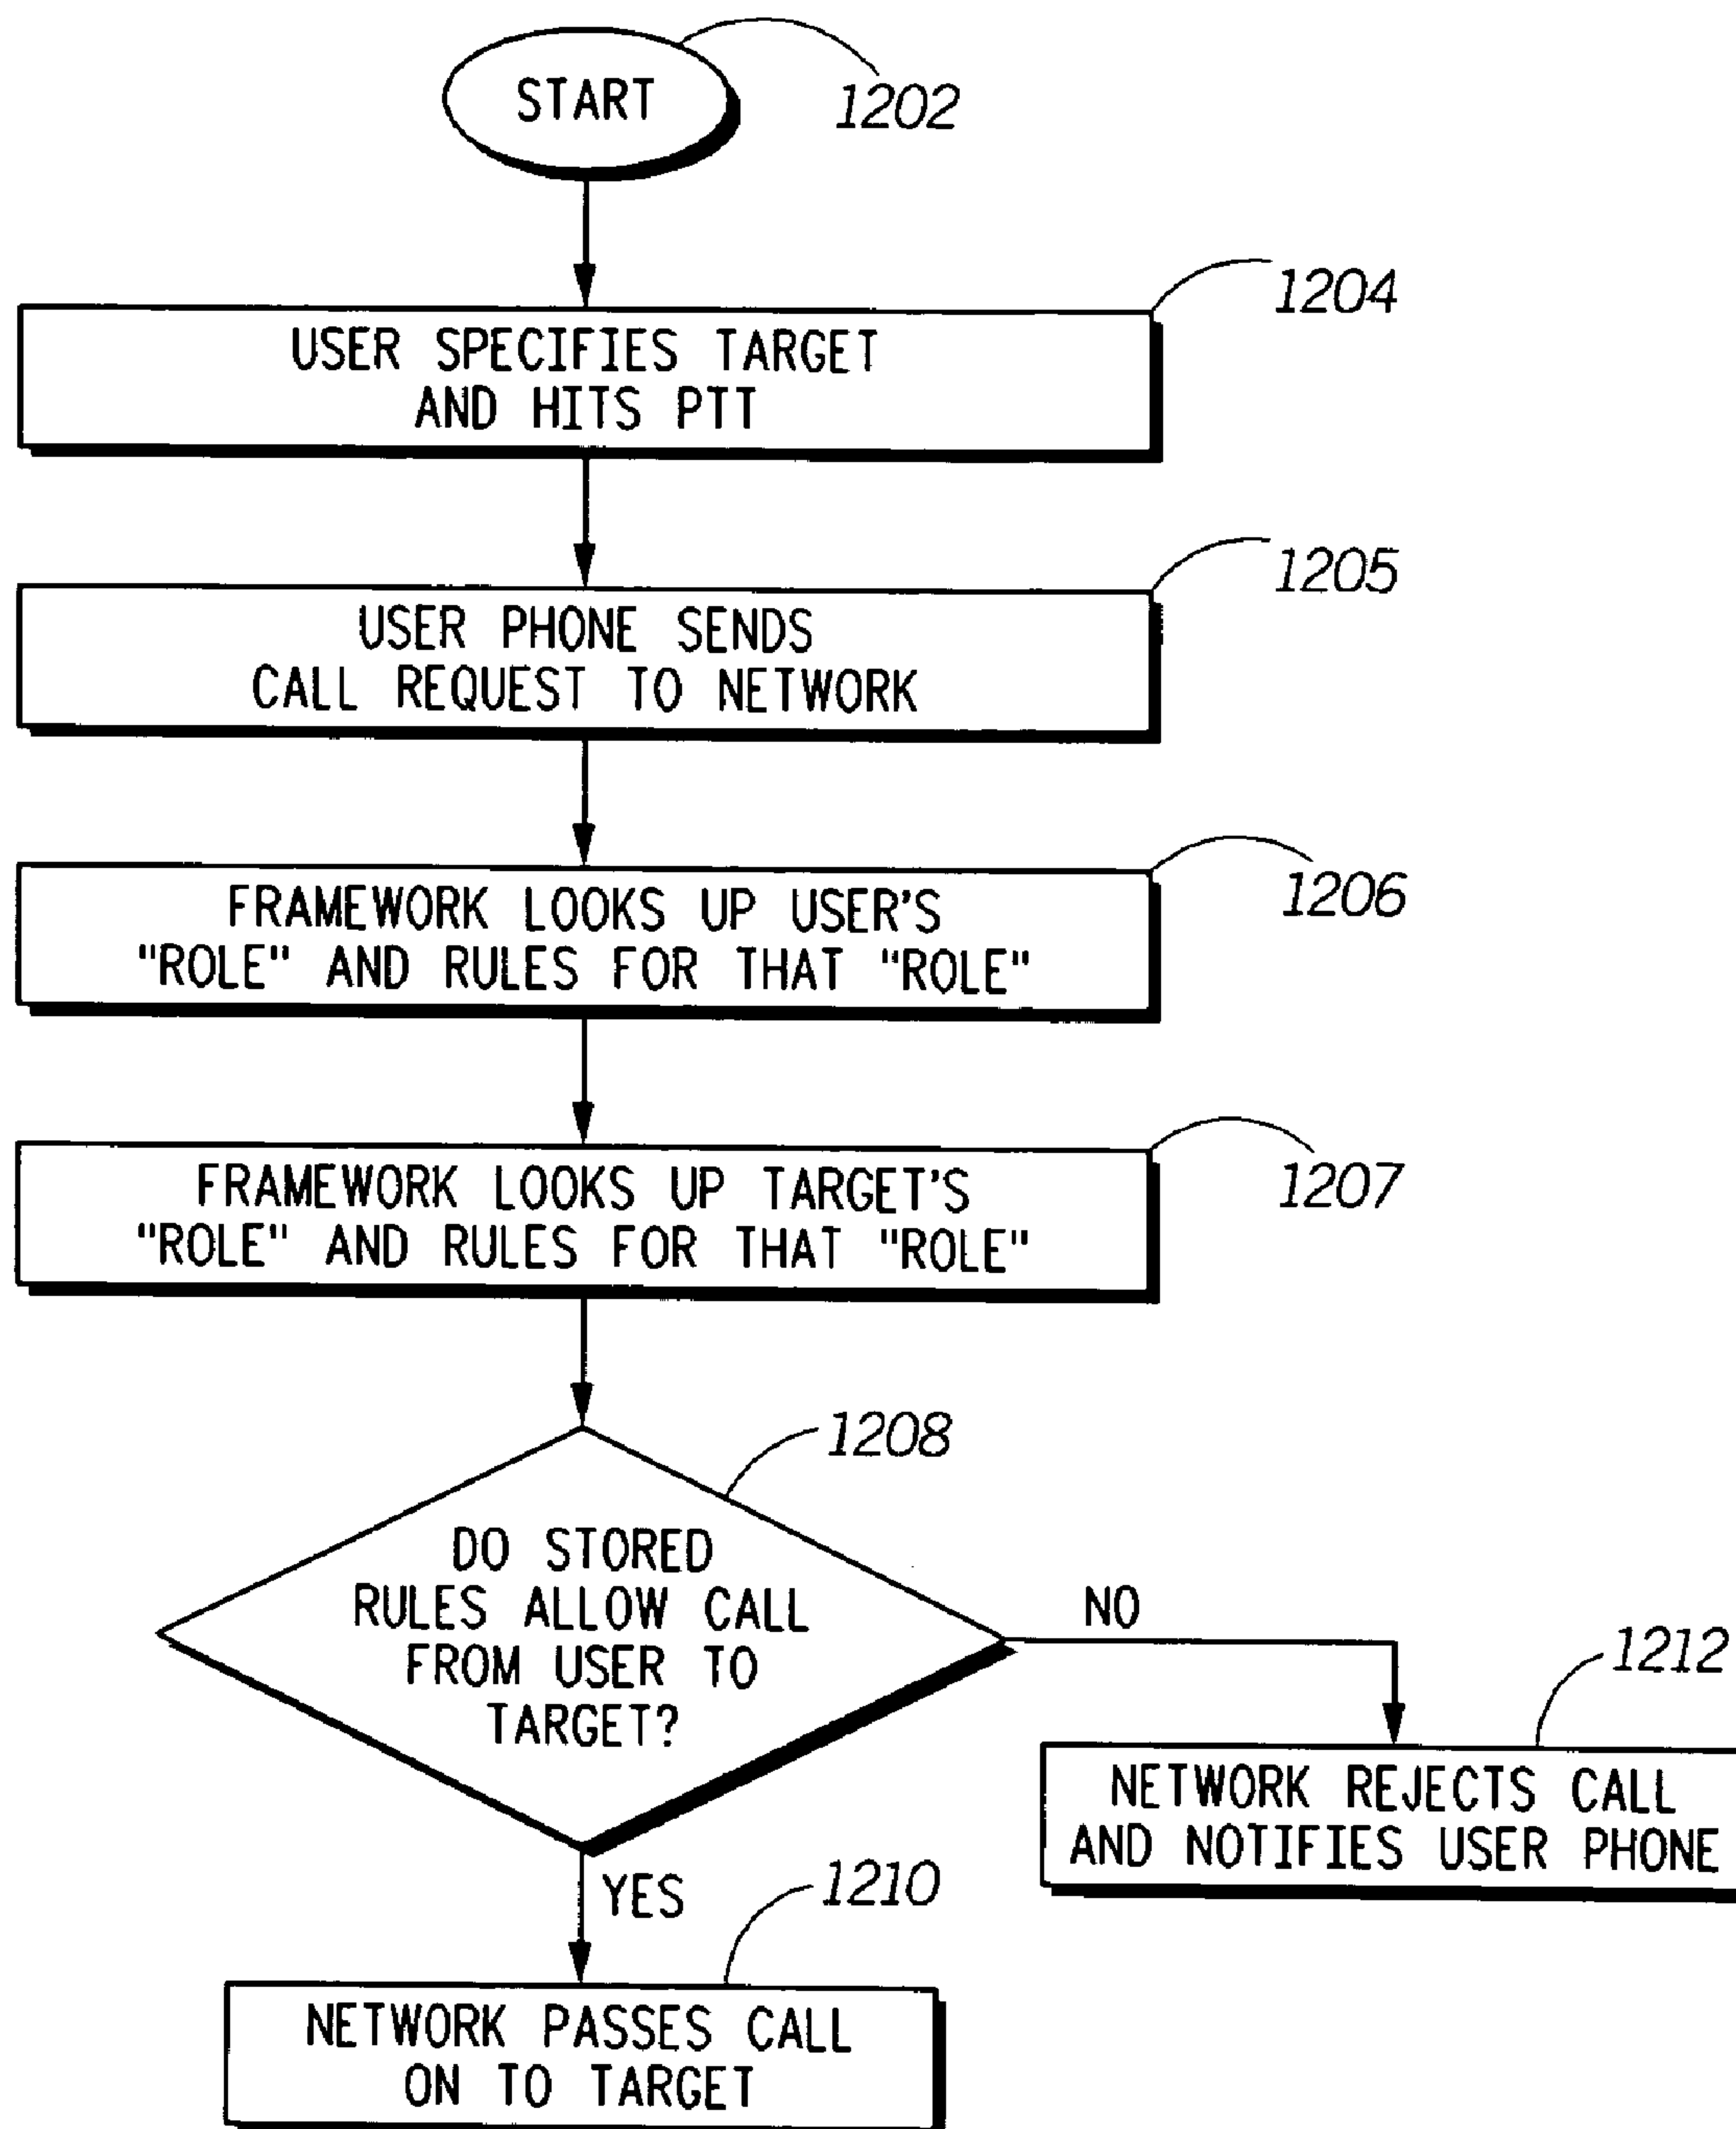 START
1202
1204
USER SPECIFIES TARGET
AND HITS PTT
1205
USER PHONE SENDS
CALL REQUEST TO NETWORK
1206
FRAMEWORK LOOKS UP USER'S
"ROLE" AND RULES FOR THAT "ROLE"
1207
FRAMEWORK LOOKS UP TARGET'S
"ROLE" AND RULES FOR THAT "ROLE"
1208
DO STORED
RULES ALLOW CALL
FROM USER TO
TARGET?
NO
1212
NETWORK REJECTS CALL
AND NOTIFIES USER PHONE
YES
1210
NETWORK PASSES CALL
ON TO TARGET